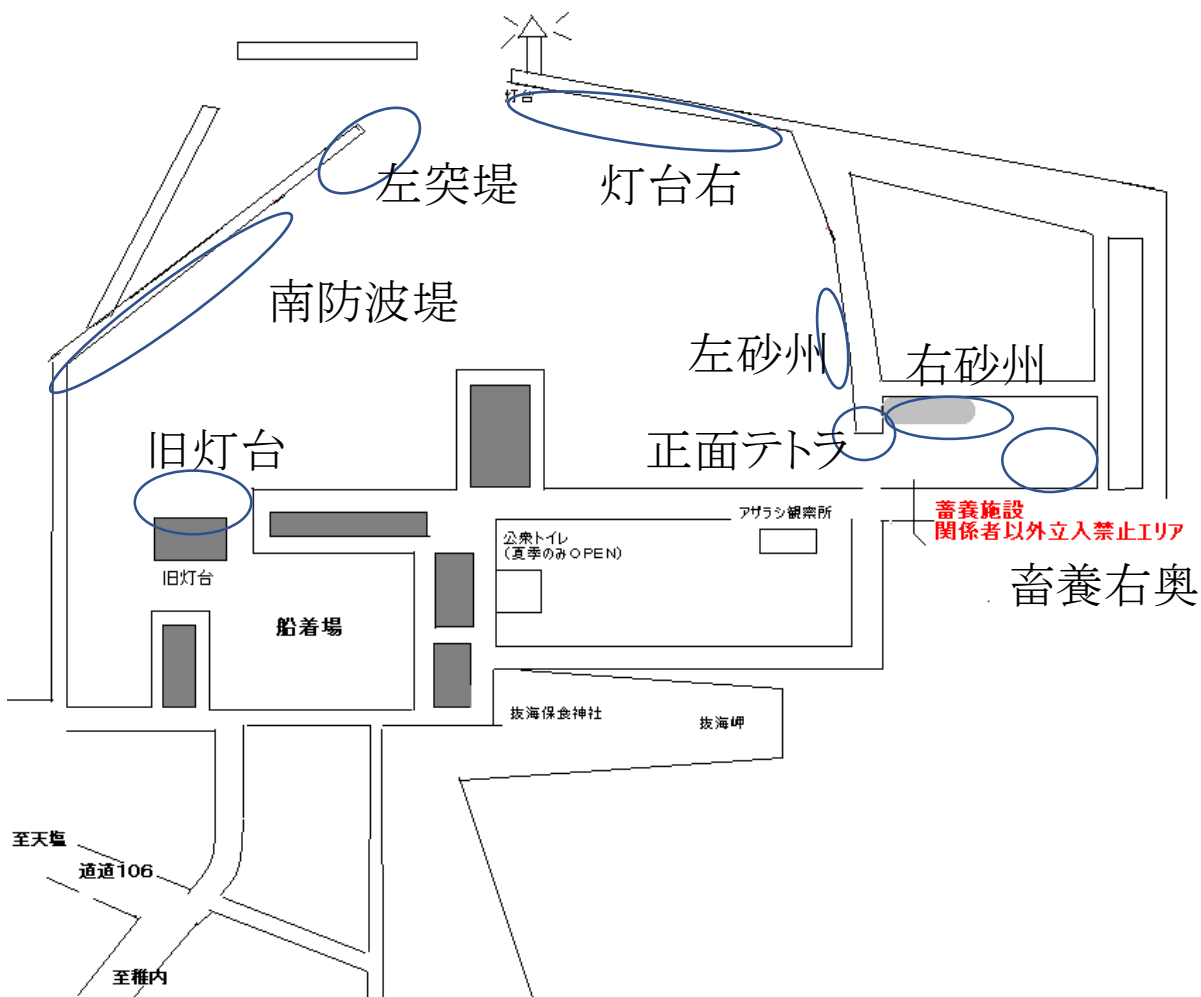 灯台
左突堤
灯台右
南防波堤
左砂州
右砂州
旧灯台
正面テトラ
アザラシ観察所
蓄養施設
関係者以外立入禁止エリア
公衆トイレ
(夏季のみOPEN)
旧灯台
畜養右奥
船着場
抜海保食神社
抜海岬
至天塩
道道106
至稚内